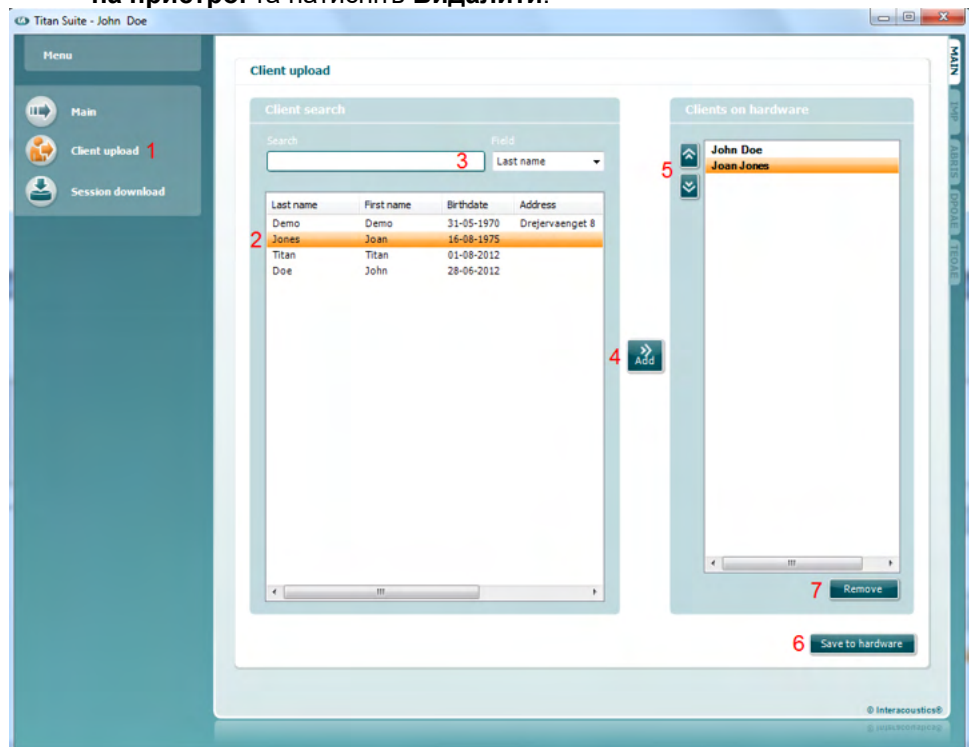 на пристрої та натисніть Видалити.
Titan Suite - John Doe
Menu
Main
Client upload 1
Session download
Client upload
Client search
Search
Field
3
Last name
Last name First name Birthdate Address
Demo Demo 31-05-1970 Drejervaenget 8
2 Jones Joan 16-08-1975
Titan Titan 01-08-2012
Doe John 28-06-2012
4 Add
Clients on hardware
5
John Doe
Joan Jones
7 Remove
6 Save to hardware
MAIN
IMP
ABRIS
DPOAE
TEOAE
© Interacoustics®